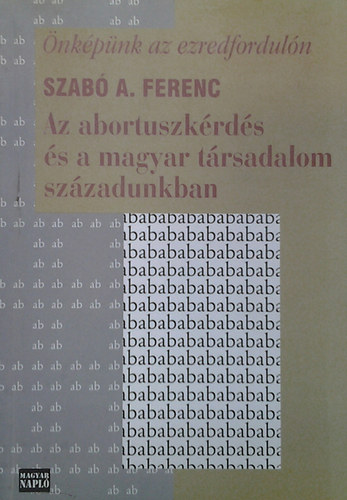 Önképünk az ezredfordulón
SZABÓ A. FERENC
Az abortuszkérdés
és a magyar társadalom
századunkban
MAGYAR
NAPLÓ